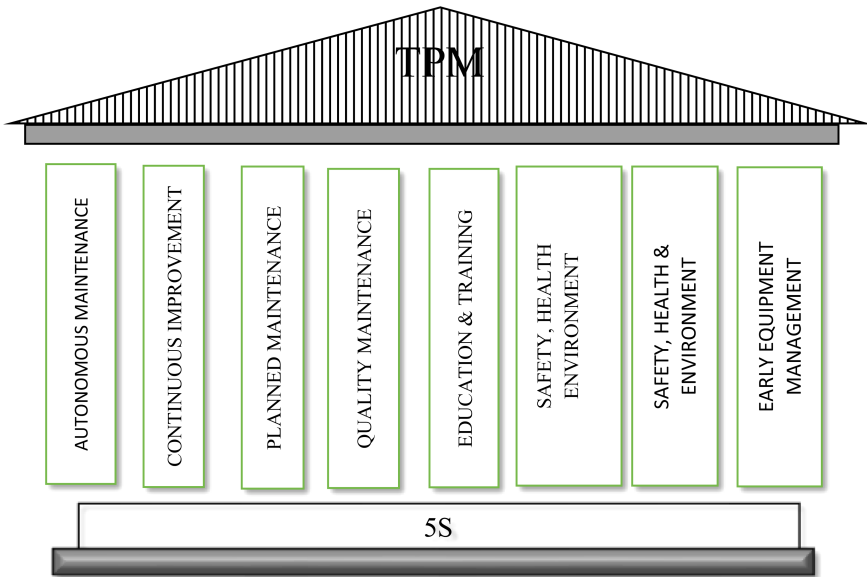 TPM
AUTONOMOUS MAINTENANCE
CONTINUOUS IMPROVEMENT
PLANNED MAINTENANCE
QUALITY MAINTENANCE
EDUCATION & TRAINING
SAFETY, HEALTH
ENVIRONMENT
SAFETY, HEALTH &
ENVIRONMENT
EARLY EQUIPMENT
MANAGEMENT
5S